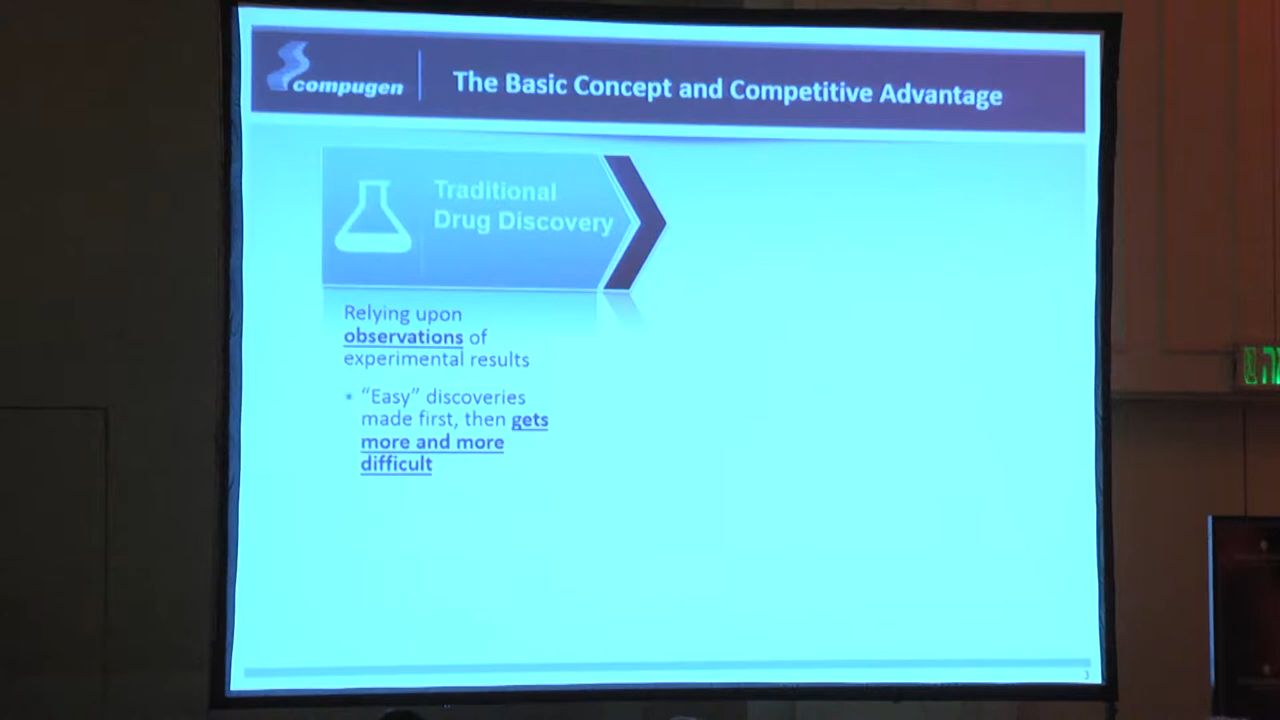 compugen
The Basic Concept and Competitive Advantage
Traditional
Drug Discovery
Relying upon
observations of
experimental results
• “Easy” discoveries
made first, then gets
more and more
difficult
3